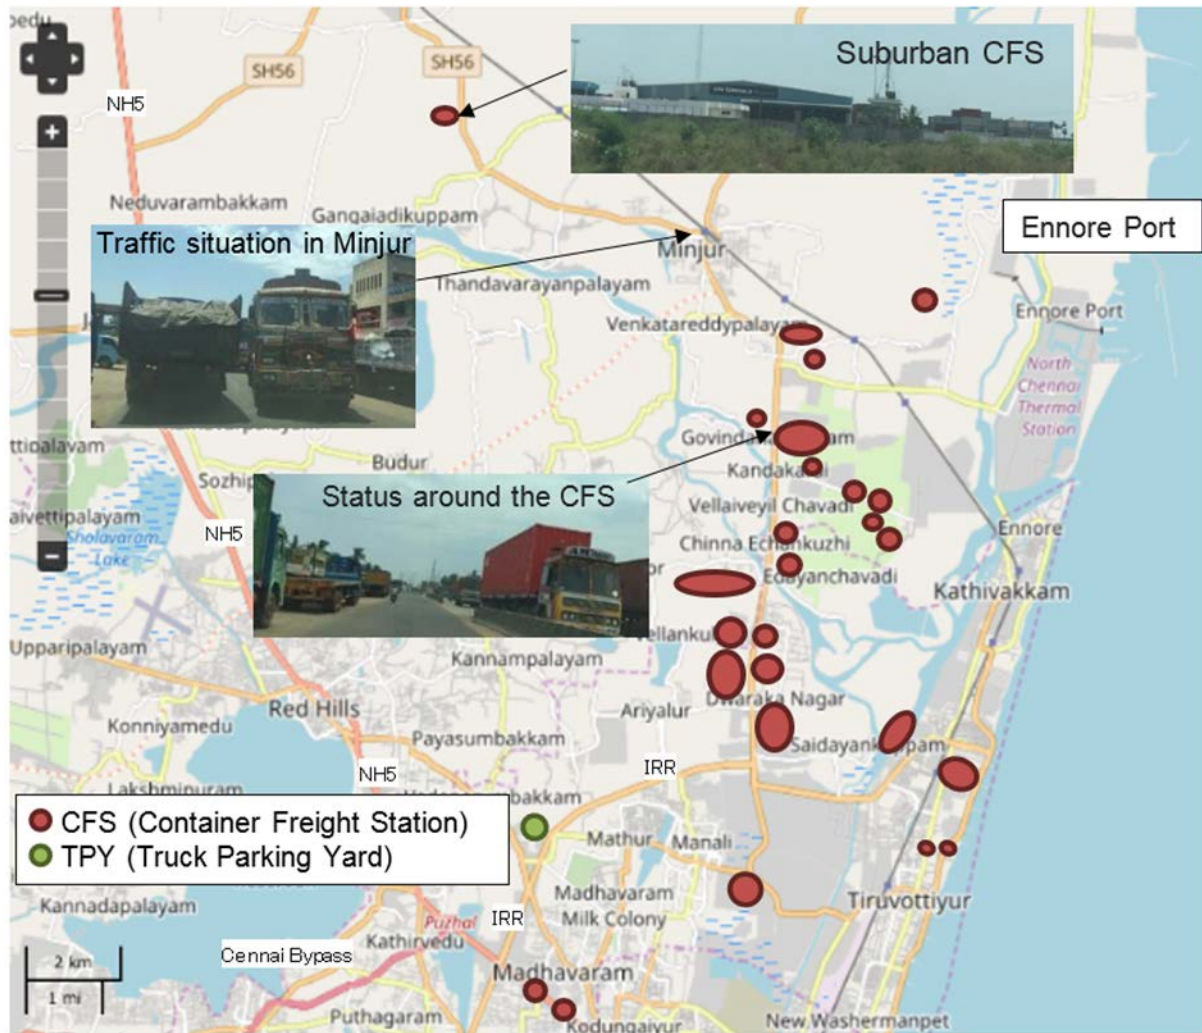 pedu
SH56
SH56
Suburban CFS
NH5
Neduvarambakkam
Gangaiadikuppam
Ennore Port
Traffic situation in Minjur
Minjur
Thandavarayanpalayam
Venkatareddypalayam
Ennore Port
North
Chennai
Thermal
Station
Budur
Kandaka
Status around the CFS
Vellaiveyil Chavadi
aivettipalayam
Sholavaram
Lake
NH5
Chinna Echankuzhi
Ennore
Edayanchavadi
Kathivakkam
Upparipalayam
Kannampalayam
Dwaraka Nagar
Red Hills
Ariyalur
Konniyamedu
Payasumbakkam
IRR
NH5
Lakshmipuram
CFS (Container Freight Station)
TPY (Truck Parking Yard)
Mathur
Manali
Madhavaram
Milk Colony
Tiruvottiyur
Kannadapalayam
IRR
Puzhal
Kathirvedu
Cennai Bypass
2 km
1 mi
Madhavaram
Puthagaram
Kodungaiyur
New Washermanpet